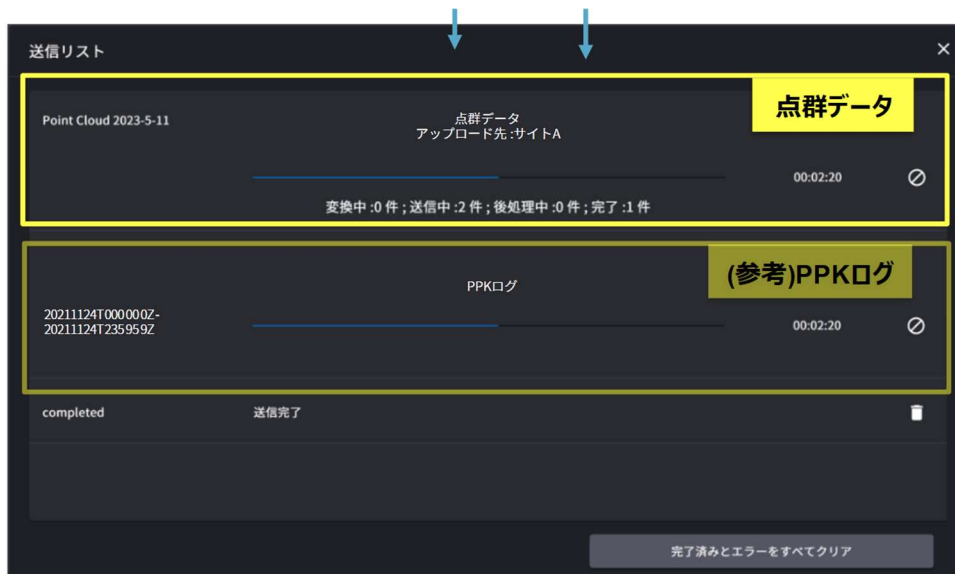 送信リスト
点群データ
Point Cloud 2023-5-11
点群データ
アップロード先 :サイトA
00:02:20
変換中 :0 件 ; 送信中 :2 件 ; 後処理中 :0 件 ; 完了 :1 件
(参考)PPKログ
PPKログ
20211124T000000Z-
20211124T235959Z
00:02:20
completed
送信完了
完了済みとエラーをすべてクリア